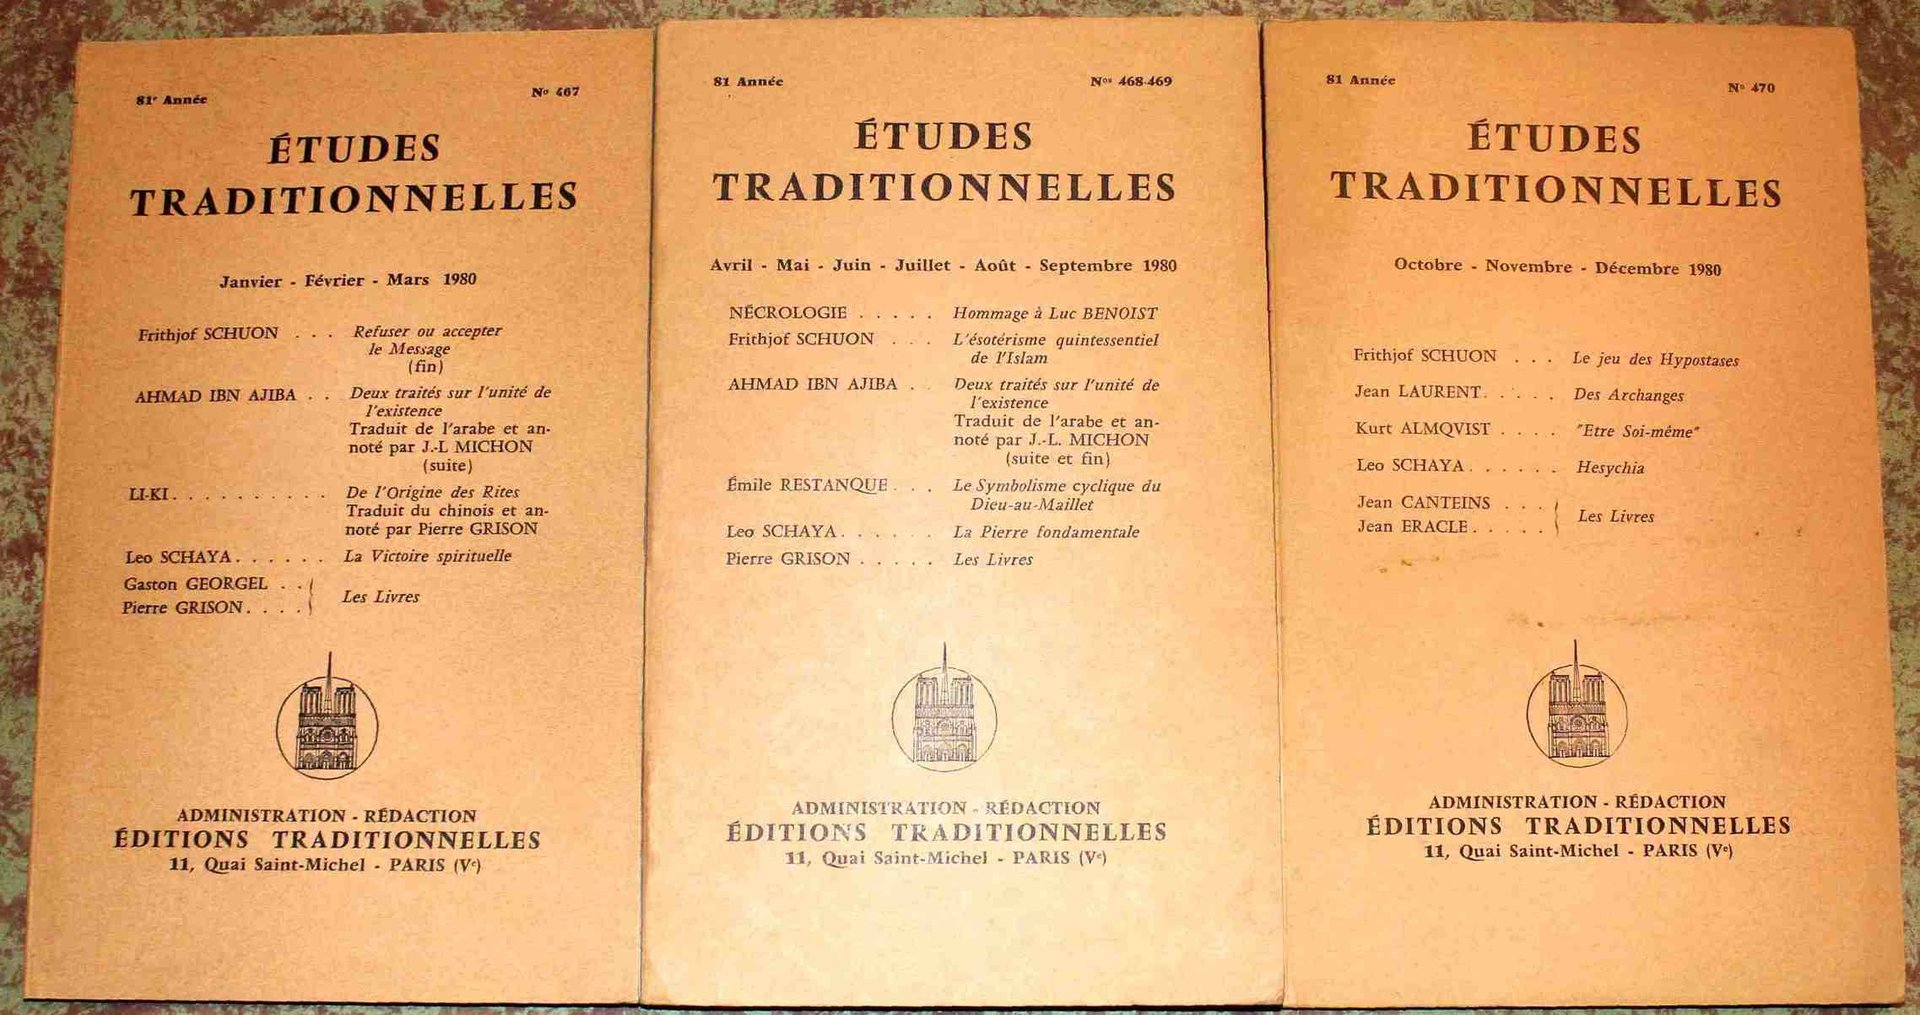 81e Année
No 467
ÉTUDES
TRADITIONNELLES
Janvier - Février - Mars 1980
Frithjof SCHUON . . . Refuser ou accepter
le Message
(fin)
AHMAD IBN AJIBA . . Deux traités sur l'unité de
l'existence
Traduit de l'arabe et an-
noté par J.-L MICHON
(suite)
LI-KI. . . . . . . . . . De l'Origine des Rites
Traduit du chinois et an-
noté par Pierre GRISON
Leo SCHAYA. . . . . . La Victoire spirituelle
Gaston GEORGEL . .
Pierre GRISON. . . .
Les Livres
ADMINISTRATION - RÉDACTION
ÉDITIONS TRADITIONNELLES
11, Quai Saint-Michel - PARIS (Ve)
81 Année
Nos 468-469
ÉTUDES
TRADITIONNELLES
Avril - Mai - Juin - Juillet - Août - Septembre 1980
NÉCROLOGIE . . . . . Hommage à Luc BENOIST
Frithjof SCHUON . . . L'ésotérisme quintessentiel
de l'Islam
AHMAD IBN AJIBA . . Deux traités sur l'unité de
l'existence
Traduit de l'arabe et an-
noté par J.-L. MICHON
(suite et fin)
Émile RESTANQUE . . . Le Symbolisme cyclique du
Dieu-au-Maillet
Leo SCHAYA. . . . . . La Pierre fondamentale
Pierre GRISON . . . . . Les Livres
ADMINISTRATION - RÉDACTION
ÉDITIONS TRADITIONNELLES
11, Quai Saint-Michel - PARIS (Ve)
81 Année
No 470
ÉTUDES
TRADITIONNELLES
Octobre - Novembre - Décembre 1980
Frithjof SCHUON . . . Le jeu des Hypostases
Jean LAURENT. . . . . Des Archanges
Kurt ALMQVIST . . . . "Etre Soi-même"
Leo SCHAYA. . . . . . Hesychia
Jean CANTEINS . . .
Jean ERACLE. . . . .
Les Livres
ADMINISTRATION - RÉDACTION
ÉDITIONS TRADITIONNELLES
11, Quai Saint-Michel - PARIS (Ve)